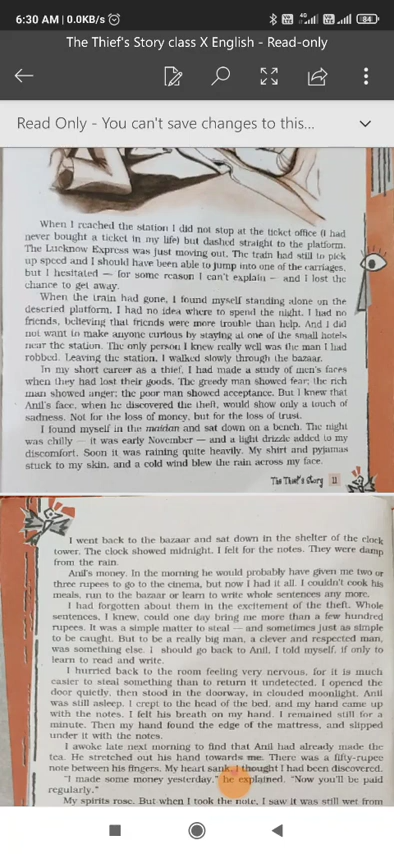 6:30 AM | 0.0KB/s
4G
84
The Thief's Story class X English - Read-only
Read Only - You can't save changes to this...
When I reached the station I did not stop at the ticket office (I had
never bought a ticket in my life) but dashed straight to the platform.
The Lucknow Express was just moving out. The train had still to pick
up speed and I should have been able to jump into one of the carriages,
but I hesitated — for some reason I can't explain — and I lost the
chance to get away.
When the train had gone, I found myself standing alone on the
deserted platform. I had no idea where to spend the night. I had no
friends, believing that friends were more trouble than help. And I did
not want to make anyone curious by staying at one of the small hotels
near the station. The only person I knew really well was the man I had
robbed. Leaving the station, I walked slowly through the bazaar.
In my short career as a thief, I had made a study of men's faces
when they had lost their goods. The greedy man showed fear; the rich
man showed anger; the poor man showed acceptance. But I knew that
Anil's face, when he discovered the theft, would show only a touch of
sadness. Not for the loss of money, but for the loss of trust.
I found myself in the maidan and sat down on a bench. The night
was chilly — it was early November — and a light drizzle added to my
discomfort. Soon it was raining quite heavily. My shirt and pyjamas
stuck to my skin, and a cold wind blew the rain across my face.
The Thief's Story 11
I went back to the bazaar and sat down in the shelter of the clock
tower. The clock showed midnight. I felt for the notes. They were damp
from the rain.
Anil's money. In the morning he would probably have given me two or
three rupees to go to the cinema, but now I had it all. I couldn't cook his
meals, run to the bazaar or learn to write whole sentences any more.
I had forgotten about them in the excitement of the theft. Whole
sentences, I knew, could one day bring me more than a few hundred
rupees. It was a simple matter to steal — and sometimes just as simple
to be caught. But to be a really big man, a clever and respected man,
was something else. I should go back to Anil, I told myself, if only to
learn to read and write.
I hurried back to the room feeling very nervous, for it is much
easier to steal something than to return it undetected. I opened the
door quietly, then stood in the doorway, in clouded moonlight. Anil
was still asleep. I crept to the head of the bed, and my hand came up
with the notes. I felt his breath on my hand. I remained still for a
minute. Then my hand found the edge of the mattress, and slipped
under it with the notes.
I awoke late next morning to find that Anil had already made the
tea. He stretched out his hand towards me. There was a fifty-rupee
note between his fingers. My heart sank. I thought I had been discovered.
"I made some money yesterday," he explained. "Now you'll be paid
regularly."
My spirits rose. But when I took the note, I saw it was still wet from